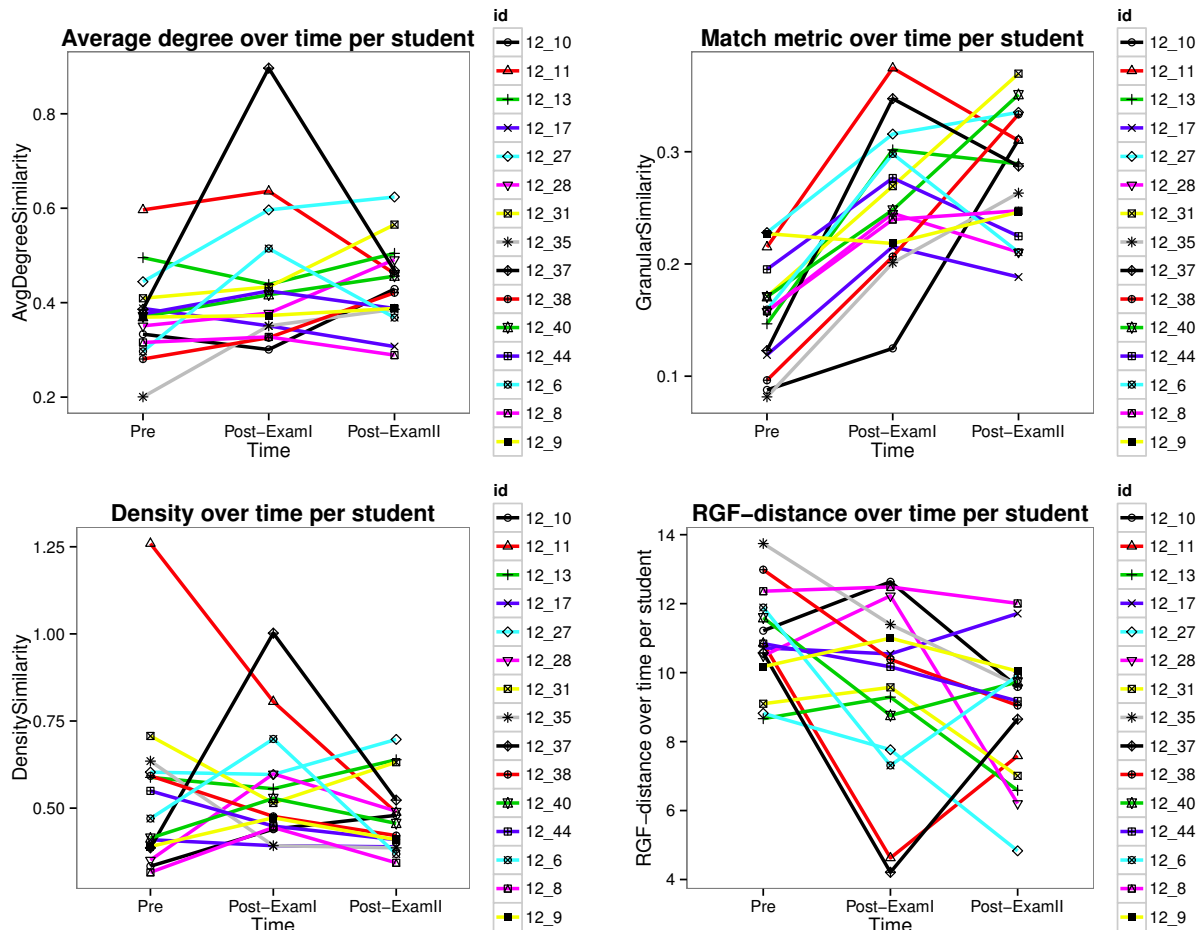 Average degree over time per student
AvgDegreeSimilarity
0.8
0.6
0.4
0.2
Pre
Post−ExamI
Post−ExamII
Time
id
12_10
12_11
12_13
12_17
12_27
12_28
12_31
12_35
12_37
12_38
12_40
12_44
12_6
12_8
12_9
Match metric over time per student
GranularSimilarity
0.3
0.2
0.1
Pre
Post−ExamI
Post−ExamII
Time
id
12_10
12_11
12_13
12_17
12_27
12_28
12_31
12_35
12_37
12_38
12_40
12_44
12_6
12_8
12_9
Density over time per student
DensitySimilarity
1.25
1.00
0.75
0.50
Pre
Post−ExamI
Post−ExamII
Time
id
12_10
12_11
12_13
12_17
12_27
12_28
12_31
12_35
12_37
12_38
12_40
12_44
12_6
12_8
12_9
RGF−distance over time per student
RGF−distance over time per student
14
12
10
8
6
4
Pre
Post−ExamI
Post−ExamII
Time
id
12_10
12_11
12_13
12_17
12_27
12_28
12_31
12_35
12_37
12_38
12_40
12_44
12_6
12_8
12_9